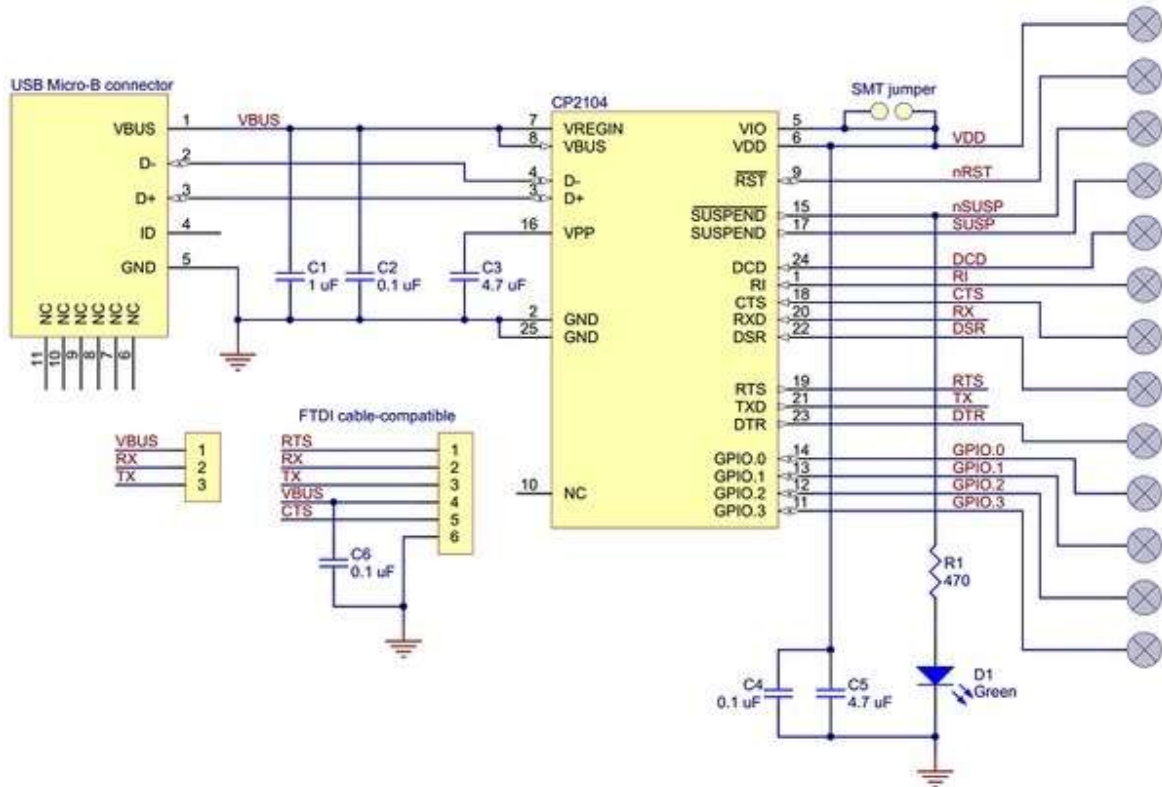 USB Micro-B connector
VBUS 1 VBUS
D- 2
D+ 3
ID 4
GND 5
NC NC NC NC NC NC
11 10 9 8 7 6
C1
1 uF
C2
0.1 uF
C3
4.7 uF
CP2104
7 VREGIN
8 VBUS
4 D-
3 D+
16 VPP
2 GND
25 GND
10 NC
VIO 5
VDD 6 VDD
RST 9 nRST
SUSPEND 15 nSUSP
SUSPEND 17 SUSP
DCD 24 DCD
RI 1 RI
CTS 18 CTS
RXD 20 RX
DSR 22 DSR
RTS 19 RTS
TXD 21 TX
DTR 23 DTR
GPIO.0 14 GPIO.0
GPIO.1 13 GPIO.1
GPIO.2 12 GPIO.2
GPIO.3 11 GPIO.3
SMT jumper
VBUS 1
RX 2
TX 3
FTDI cable-compatible
RTS 1
RX 2
TX 3
VBUS 4
CTS 5
6
C6
0.1 uF
R1
470
C4
0.1 uF
C5
4.7 uF
D1
Green